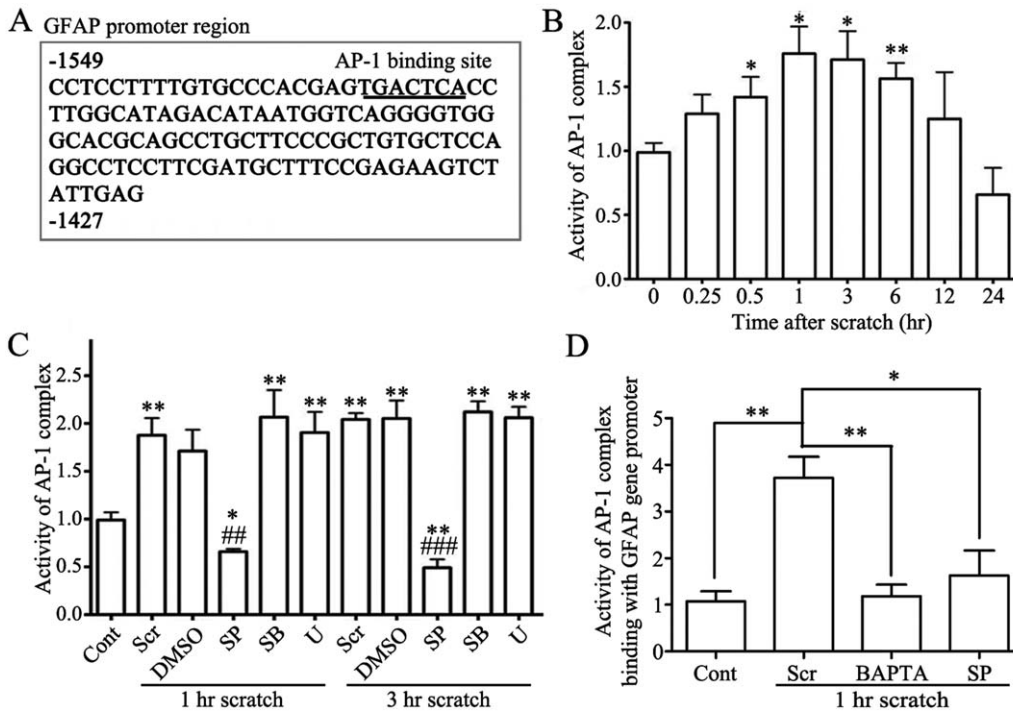 A GFAP promoter region
-1549 AP-1 binding site
CCTCCTTTTGTGCCCACGAGTGACTCACC
TTGGCATAGACATAATGGTCAGGGGTGG
GCACGCAGCCTGCTTCCCGCTGTGCTCCA
GGCCTCCTTCGATGCTTTCCGAGAAGTCT
ATTGAG
-1427
B
Activity of AP-1 complex
2.0
1.5
1.0
0.5
0.0
* * * **
0 0.25 0.5 1 3 6 12 24
Time after scratch (hr)
C
Activity of AP-1 complex
2.5
2.0
1.5
1.0
0.5
0.0
** * ## ** ** ** ** ** ### ** **
Cont Scr DMSO SP SB U Scr DMSO SP SB U
1 hr scratch 3 hr scratch
D
Activity of AP-1 complex
binding with GFAP gene promoter
5
4
3
2
1
0
** ** *
Cont Scr BAPTA SP
1 hr scratch